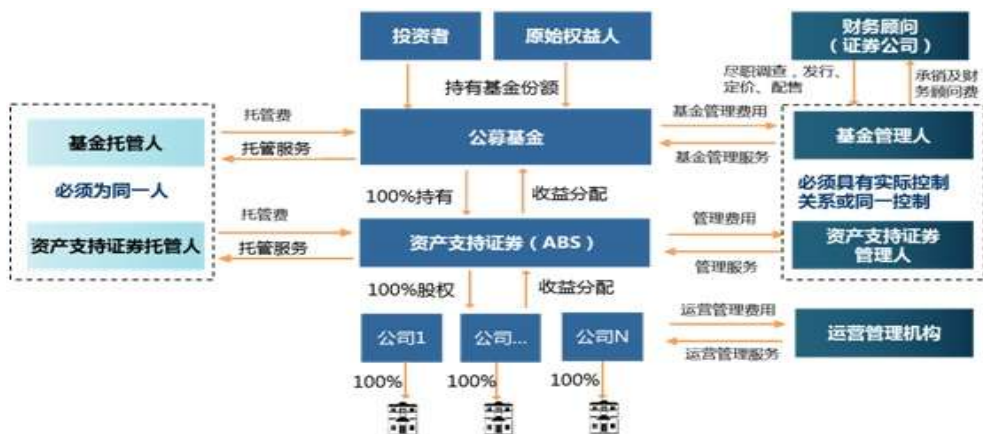 投资者
原始权益人
财务顾问
（证券公司）
持有基金份额
尽职调查，发行、
定价、配售
承销及财
务顾问费
基金托管人
托管费
托管服务
公募基金
基金管理费用
基金管理服务
基金管理人
必须为同一人
100%持有
收益分配
必须具有实际控制
关系或同一控制
资产支持证券托管人
托管费
托管服务
资产支持证券（ABS）
管理费用
管理服务
资产支持证券
管理人
100%股权
收益分配
公司1
公司...
公司N
运营管理费用
运营管理服务
运营管理机构
100%
100%
100%